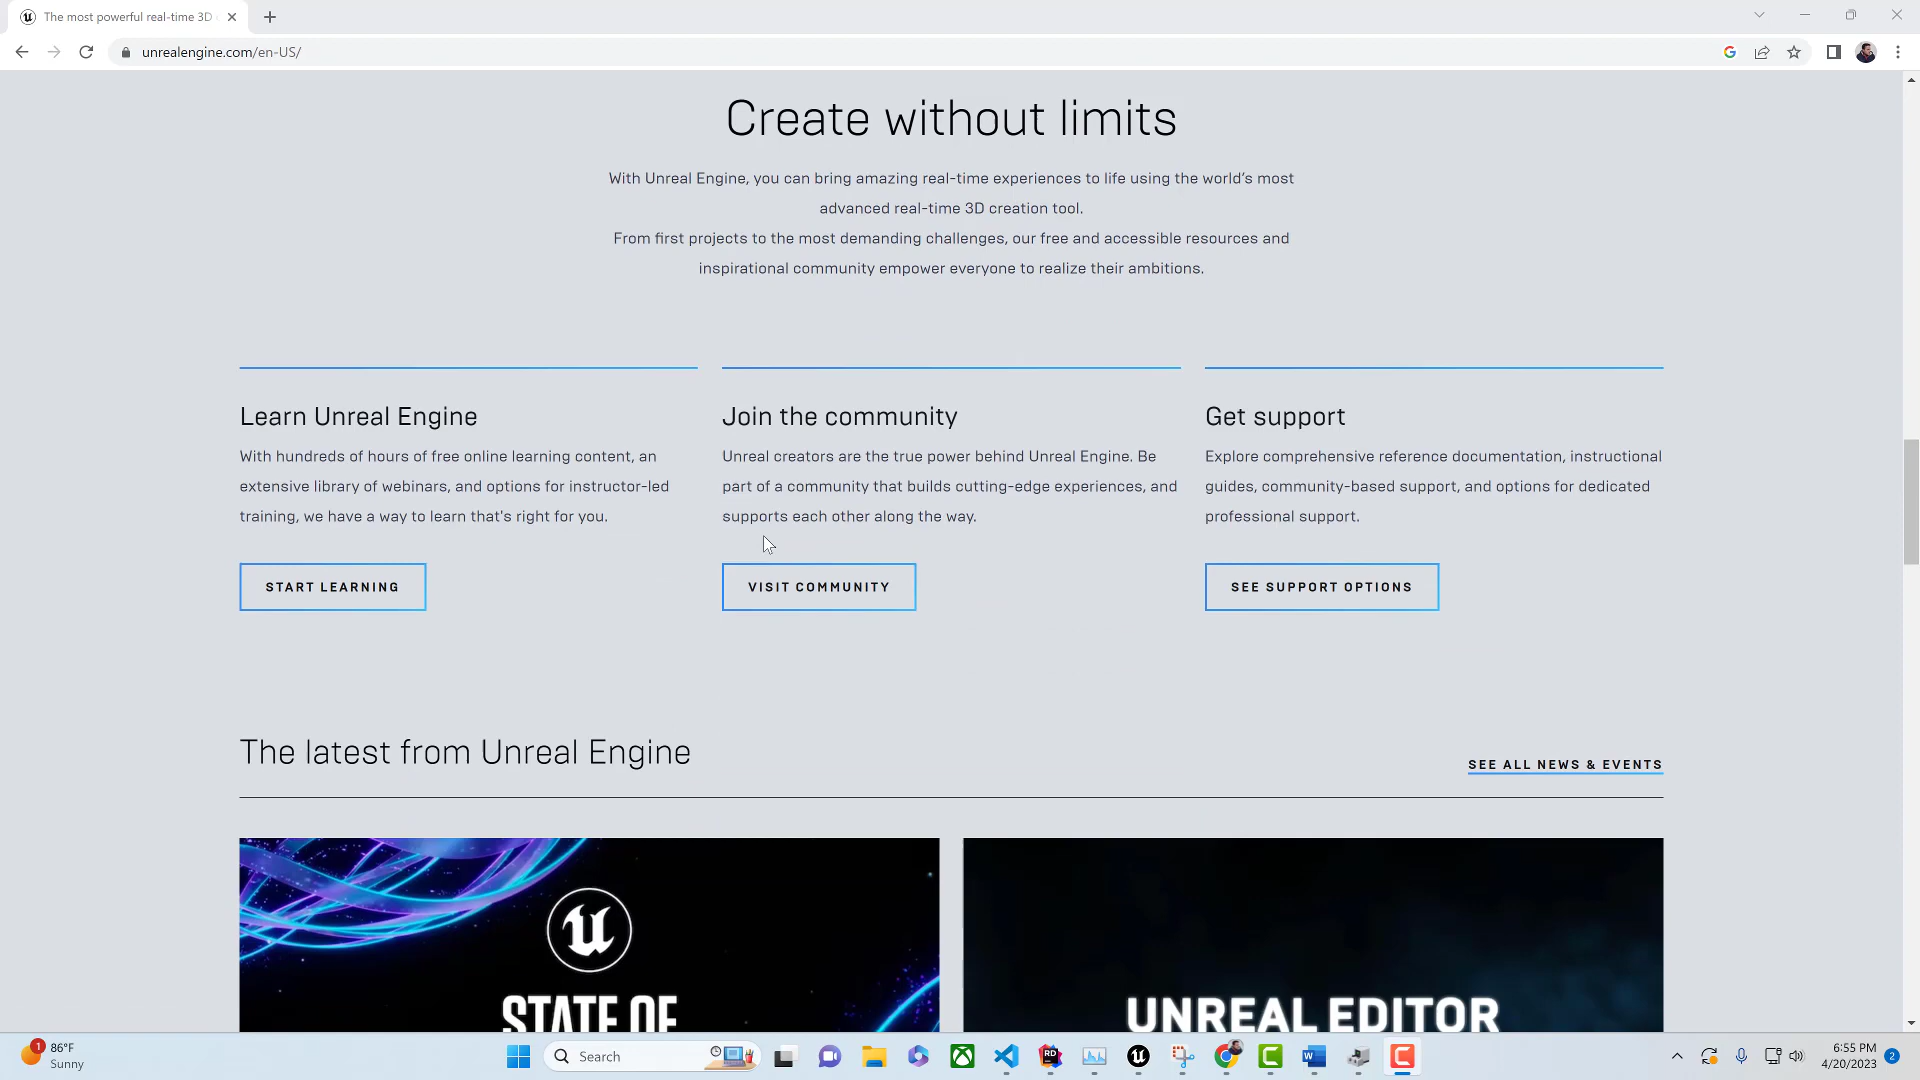 The most powerful real-time 3D
unrealengine.com/en-US/
Create without limits
With Unreal Engine, you can bring amazing real-time experiences to life using the world’s most
advanced real-time 3D creation tool.
From first projects to the most demanding challenges, our free and accessible resources and
inspirational community empower everyone to realize their ambitions.
Learn Unreal Engine
With hundreds of hours of free online learning content, an
extensive library of webinars, and options for instructor-led
training, we have a way to learn that's right for you.
START LEARNING
Join the community
Unreal creators are the true power behind Unreal Engine. Be
part of a community that builds cutting-edge experiences, and
supports each other along the way.
VISIT COMMUNITY
Get support
Explore comprehensive reference documentation, instructional
guides, community-based support, and options for dedicated
professional support.
SEE SUPPORT OPTIONS
The latest from Unreal Engine
SEE ALL NEWS & EVENTS
STATE OF
UNREAL EDITOR
1
86°F
Sunny
Search
RD
W
6:55 PM
4/20/2023
2